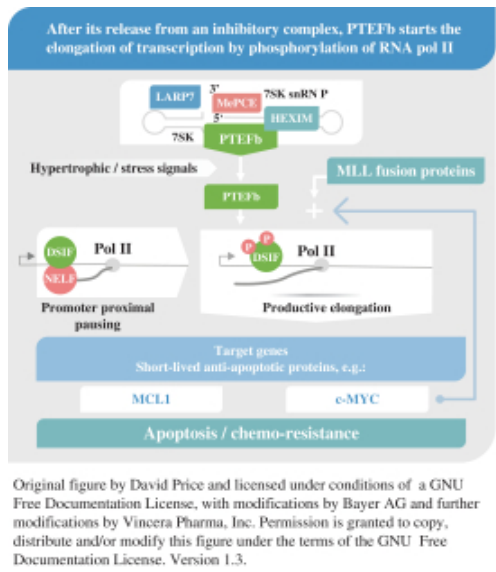 After its release from an inhibitory complex, PTEFb starts the
elongation of transcription by phosphorylation of RNA pol II
LARP7
3'
MePCE
7SK snRN P
5'
HEXIM
7SK
PTEFb
Hypertrophic / stress signals
MLL fusion proteins
PTEFb
+
DSIF
Pol II
NELF
P
P
DSIF
Pol II
Promoter proximal
pausing
Productive elongation
Target genes
Short-lived anti-apoptotic proteins, e.g.:
MCL1
c-MYC
Apoptosis / chemo-resistance
Original figure by David Price and licensed under conditions of a GNU
Free Documentation License, with modifications by Bayer AG and further
modifications by Vincera Pharma, Inc. Permission is granted to copy,
distribute and/or modify this figure under the terms of the GNU Free
Documentation License. Version 1.3.